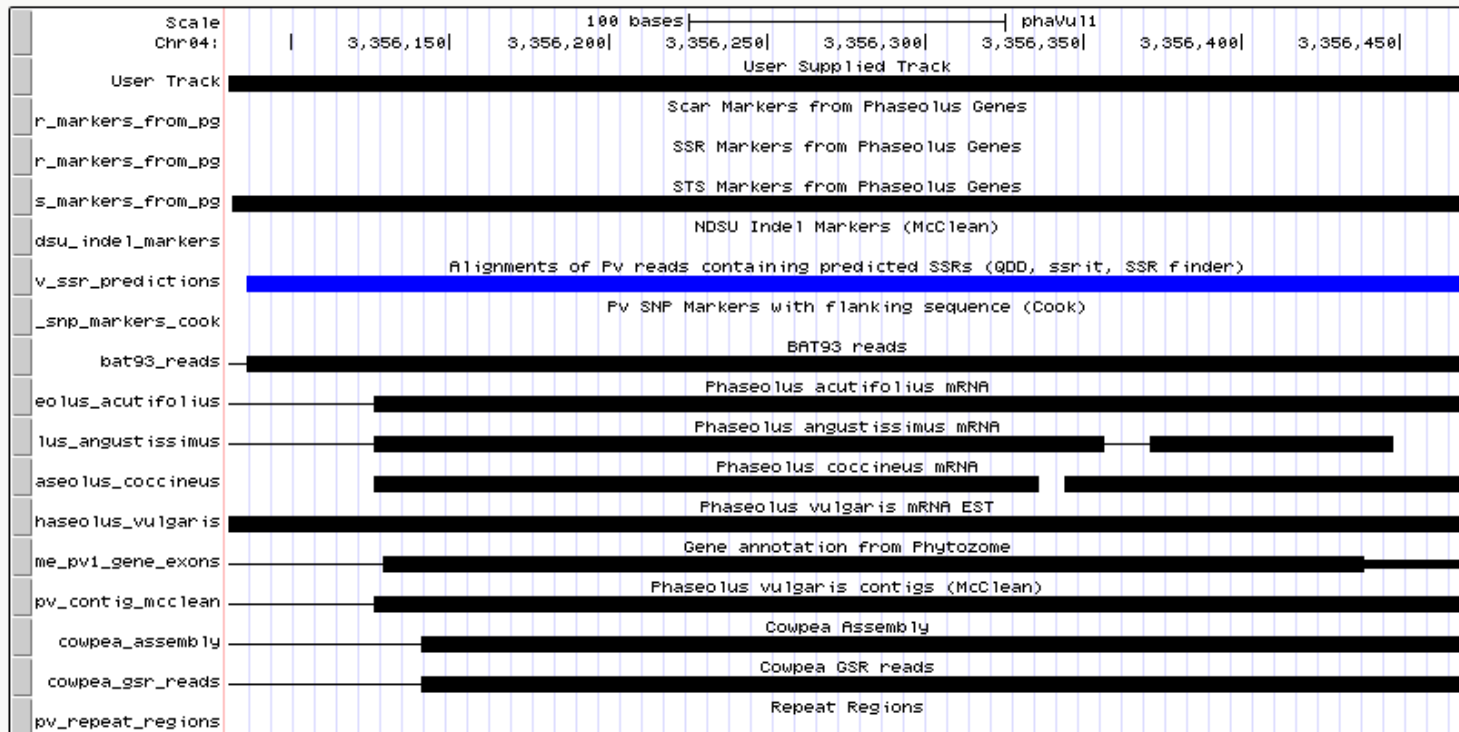 Scale 100 bases phaVul1
Chr04: 3,356,150 3,356,200 3,356,250 3,356,300 3,356,350 3,356,400 3,356,450
User Supplied Track
User Track
Scar Markers from Phaseolus Genes
r_markers_from_pg
SSR Markers from Phaseolus Genes
r_markers_from_pg
STS Markers from Phaseolus Genes
s_markers_from_pg
NDSU Indel Markers (McClean)
dsu_indel_markers
Alignments of Pv reads containing predicted SSRs (QDD, ssrit, SSR finder)
v_ssr_predictions
Pv SNP Markers with flanking sequence (Cook)
_snp_markers_cook
BAT93 reads
bat93_reads
Phaseolus acutifolius mRNA
eolus_acutifolius
Phaseolus angustissimus mRNA
lus_angustissimus
Phaseolus coccineus mRNA
aseolus_coccineus
Phaseolus vulgaris mRNA EST
haseolus_vulgaris
Gene annotation from Phytozome
me_pv1_gene_exons
Phaseolus vulgaris contigs (McClean)
pv_contig_mcclean
Cowpea Assembly
cowpea_assembly
Cowpea GSR reads
cowpea_gsr_reads
Repeat Regions
pv_repeat_regions